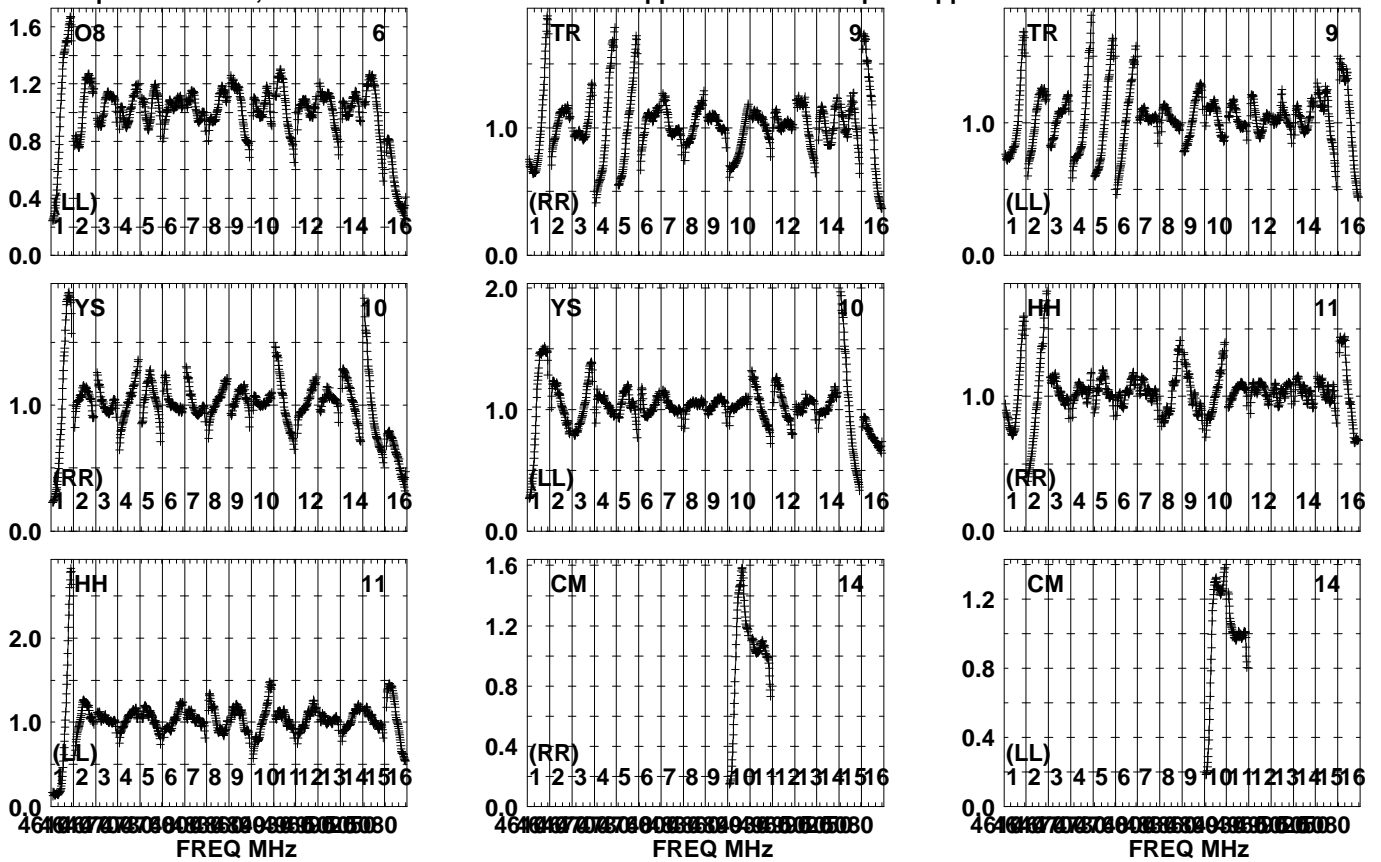 O8 6
1.6
1.2
0.8
0.4
0.0
(LL)
1 2 3 4 5 6 7 8 9 10 12 14 16
TR 9
1.0
0.0
(RR)
1 2 3 4 5 6 7 8 9 10 12 14 16
TR 9
1.0
0.0
(LL)
1 2 3 4 5 6 7 8 9 10 12 14 16
YS 10
1.0
0.0
(RR)
1 2 3 4 5 6 7 8 9 10 12 14 16
YS 10
2.0
1.0
0.0
(LL)
1 2 3 4 5 6 7 8 9 10 12 14 16
HH 11
1.0
0.0
(RR)
1 2 3 4 5 6 7 8 9 10 12 14 16
HH 11
2.0
1.0
0.0
(LL)
1 2 3 4 5 6 7 8 9 10 11 12 13 14 15 16
FREQ MHz
CM 14
1.6
1.2
0.8
0.4
0.0
(RR)
1 2 3 4 5 6 7 8 9 10 11 12 13 14 15 16
FREQ MHz
CM 14
1.2
0.8
0.4
0.0
(LL)
1 2 3 4 5 6 7 8 9 10 11 12 13 14 15 16
FREQ MHz